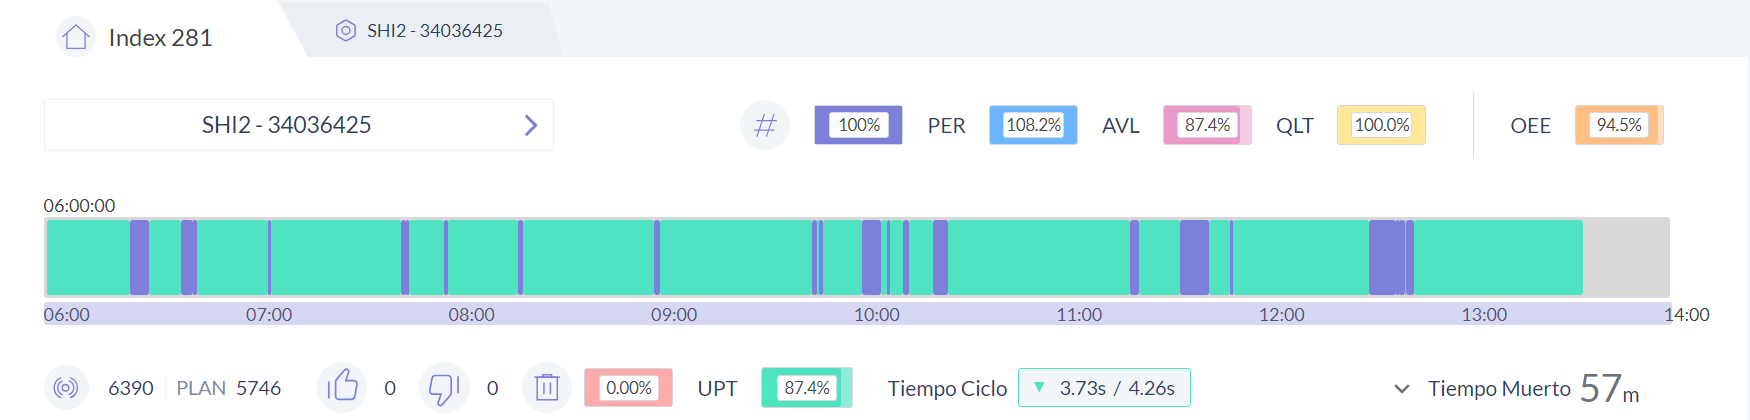 Index 281
SHI2 - 34036425
SHI2 - 34036425
# 100% PER 108.2% AVL 87.4% QLT 100.0% OEE 94.5%
06:00:00
06:00 07:00 08:00 09:00 10:00 11:00 12:00 13:00 14:00
6390 PLAN 5746 0 0 0.00% UPT 87.4% Tiempo Ciclo 3.73s / 4.26s Tiempo Muerto 57m